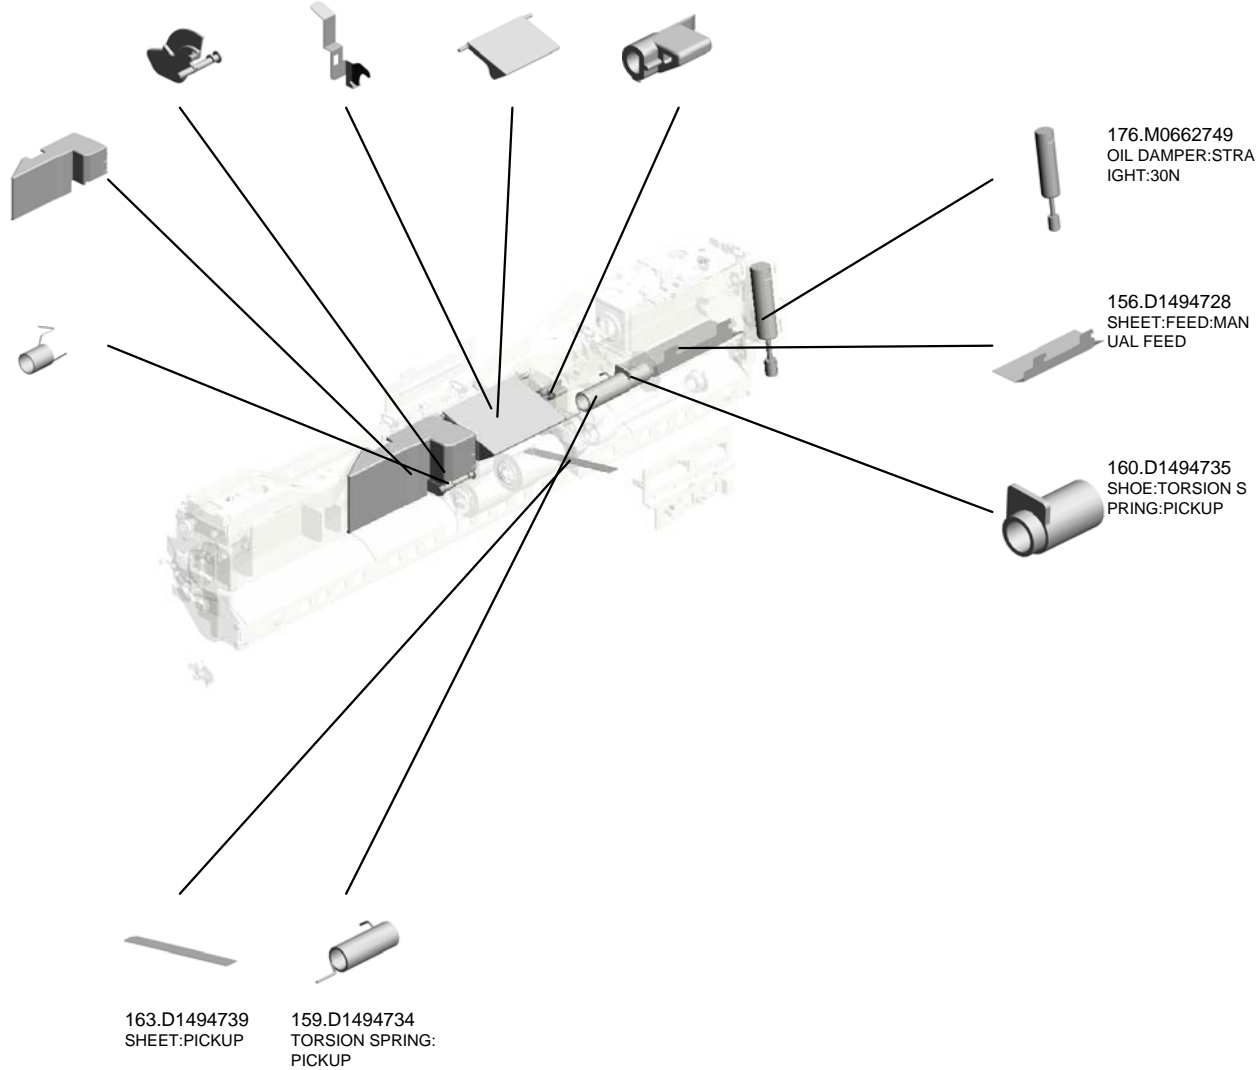 176.M0662749
OIL DAMPER:STRA
IGHT:30N
156.D1494728
SHEET:FEED:MAN
UAL FEED
160.D1494735
SHOE:TORSION S
PRING:PICKUP
163.D1494739
SHEET:PICKUP
159.D1494734
TORSION SPRING:
PICKUP